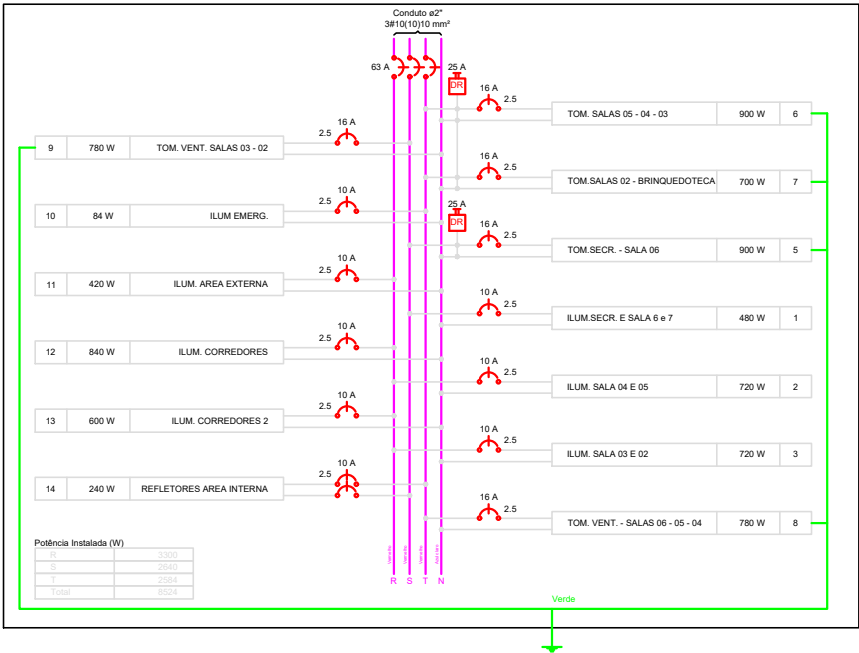 Conduto ø2"
3#10(10)10 mm²
63 A
25 A
DR
16 A
2.5
TOM. SALAS 05 - 04 - 03 900 W 6
16 A
2.5
9 780 W TOM. VENT. SALAS 03 - 02
16 A
2.5
TOM.SALAS 02 - BRINQUEDOTECA 700 W 7
10 A
2.5
10 84 W ILUM EMERG.
25 A
DR
16 A
2.5
TOM.SECR. - SALA 06 900 W 5
10 A
2.5
11 420 W ILUM. AREA EXTERNA
10 A
2.5
ILUM.SECR. E SALA 6 e 7 480 W 1
10 A
2.5
12 840 W ILUM. CORREDORES
10 A
2.5
ILUM. SALA 04 E 05 720 W 2
10 A
2.5
13 600 W ILUM. CORREDORES 2
10 A
2.5
ILUM. SALA 03 E 02 720 W 3
10 A
2.5
14 240 W REFLETORES AREA INTERNA
16 A
2.5
TOM. VENT. - SALAS 06 - 05 - 04 780 W 8
Potência Instalada (W)
R 3300
S 2640
T 2584
Total 8524
R S T N
Verde